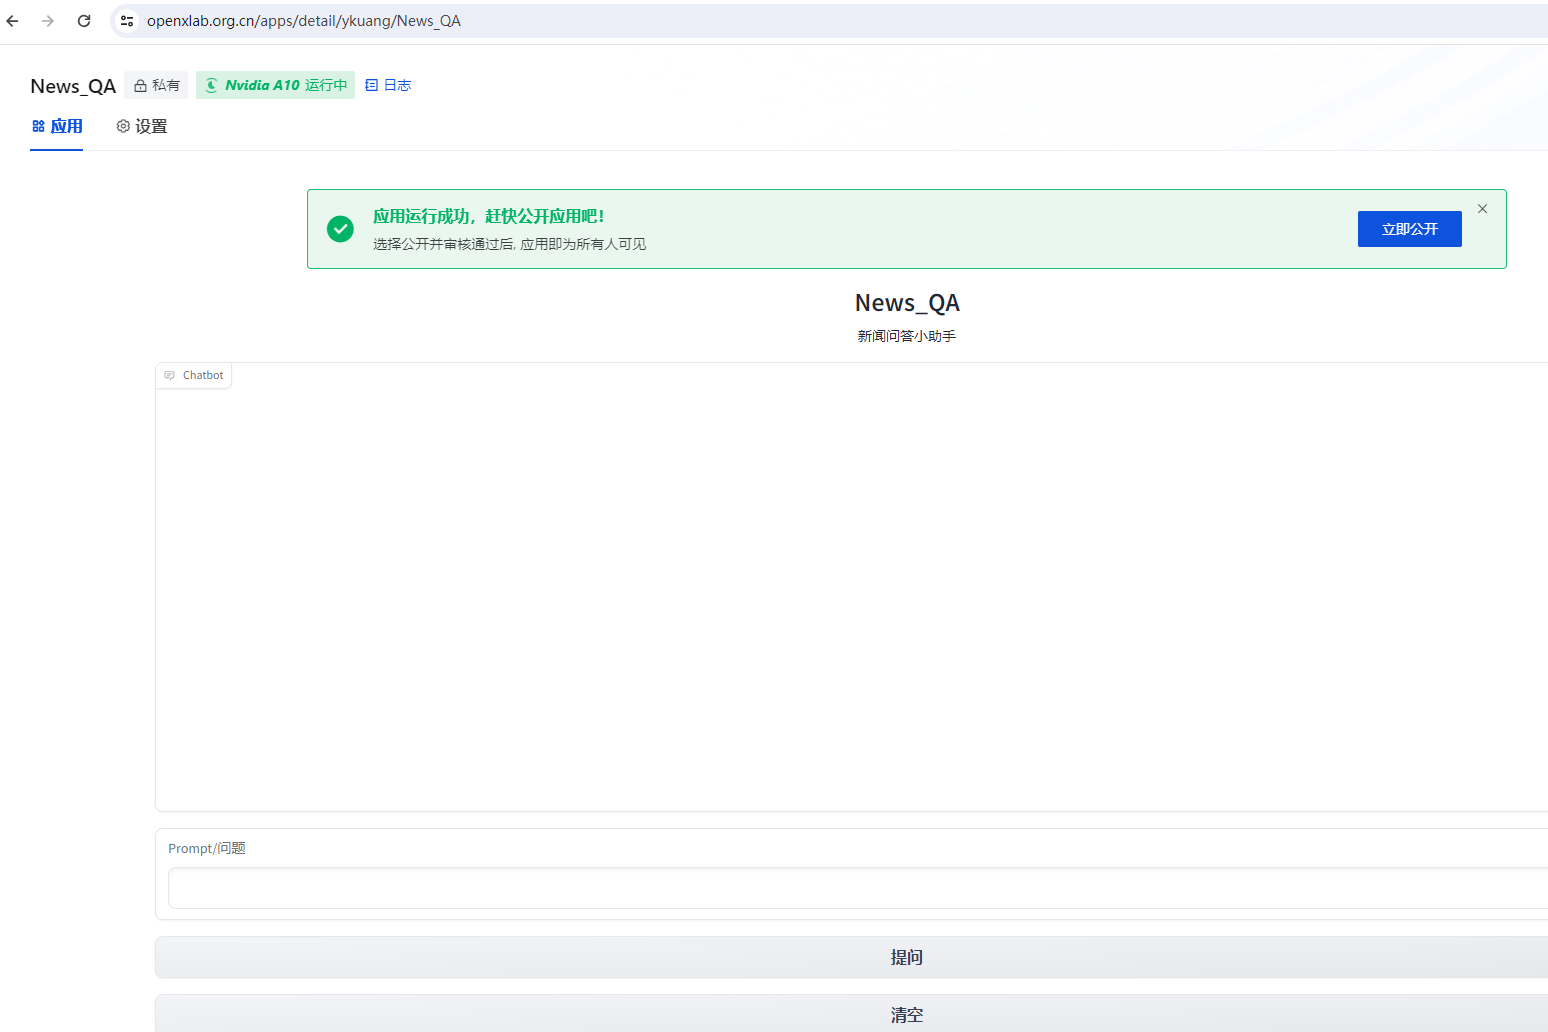 openxlab.org.cn/apps/detail/ykuang/News_QA
News_QA 私有 Nvidia A10 运行中 日志
应用 设置
应用运行成功，赶快公开应用吧！
选择公开并审核通过后, 应用即为所有人可见
立即公开
News_QA
新闻问答小助手
Chatbot
Prompt/问题
提问
清空